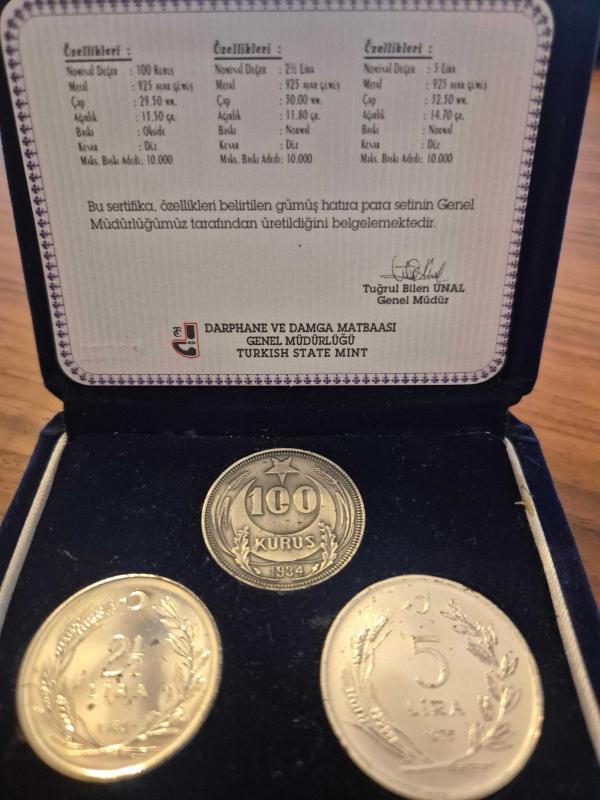 Özellikleri :
Nominal Değer : 100 Kuruş
Metal : 925 ayar gümüş
Çap : 29.50 mm.
Ağırlık : 13.50 gr.
Baskı : Okside
Kenar : Düz
Maks. Baskı Adedi: 10.000
Özellikleri :
Nominal Değer : 2½ Lira
Metal : 925 ayar gümüş
Çap : 30.00 mm.
Ağırlık : 11.80 gr.
Baskı : Normal
Kenar : Düz
Maks. Baskı Adedi: 10.000
Özellikleri :
Nominal Değer : 5 Lira
Metal : 925 ayar gümüş
Çap : 32.50 mm.
Ağırlık : 14.70 gr.
Baskı : Normal
Kenar : Düz
Maks. Baskı Adedi: 10.000
Bu sertifika, özellikleri belirtilen gümüş hatıra para setinin Genel
Müdürlüğümüz tarafından üretildiğini belgelemektedir.
Tuğrul Bilen ÜNAL
Genel Müdür
DARPHANE VE DAMGA MATBAASI
GENEL MÜDÜRLÜĞÜ
TURKISH STATE MINT
100
KURUŞ
1934
2½
LİRA
5
LİRA